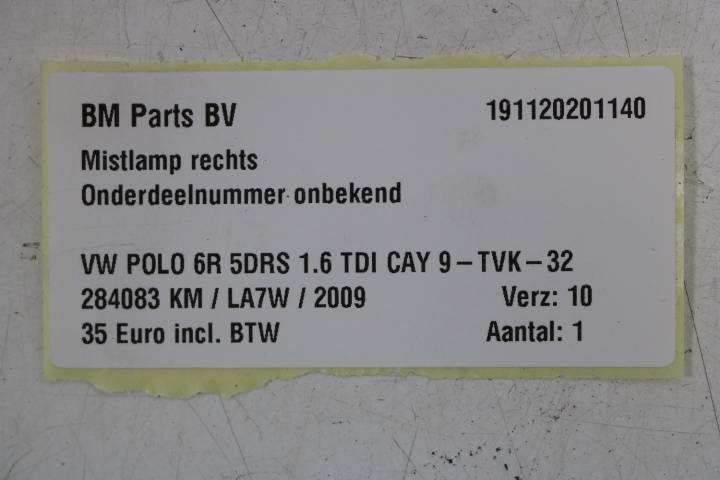 BM Parts BV 191120201140
Mistlamp rechts
Onderdeelnummer onbekend
VW POLO 6R 5DRS 1.6 TDI CAY 9-TVK-32
284083 KM / LA7W / 2009 Verz: 10
35 Euro incl. BTW Aantal: 1